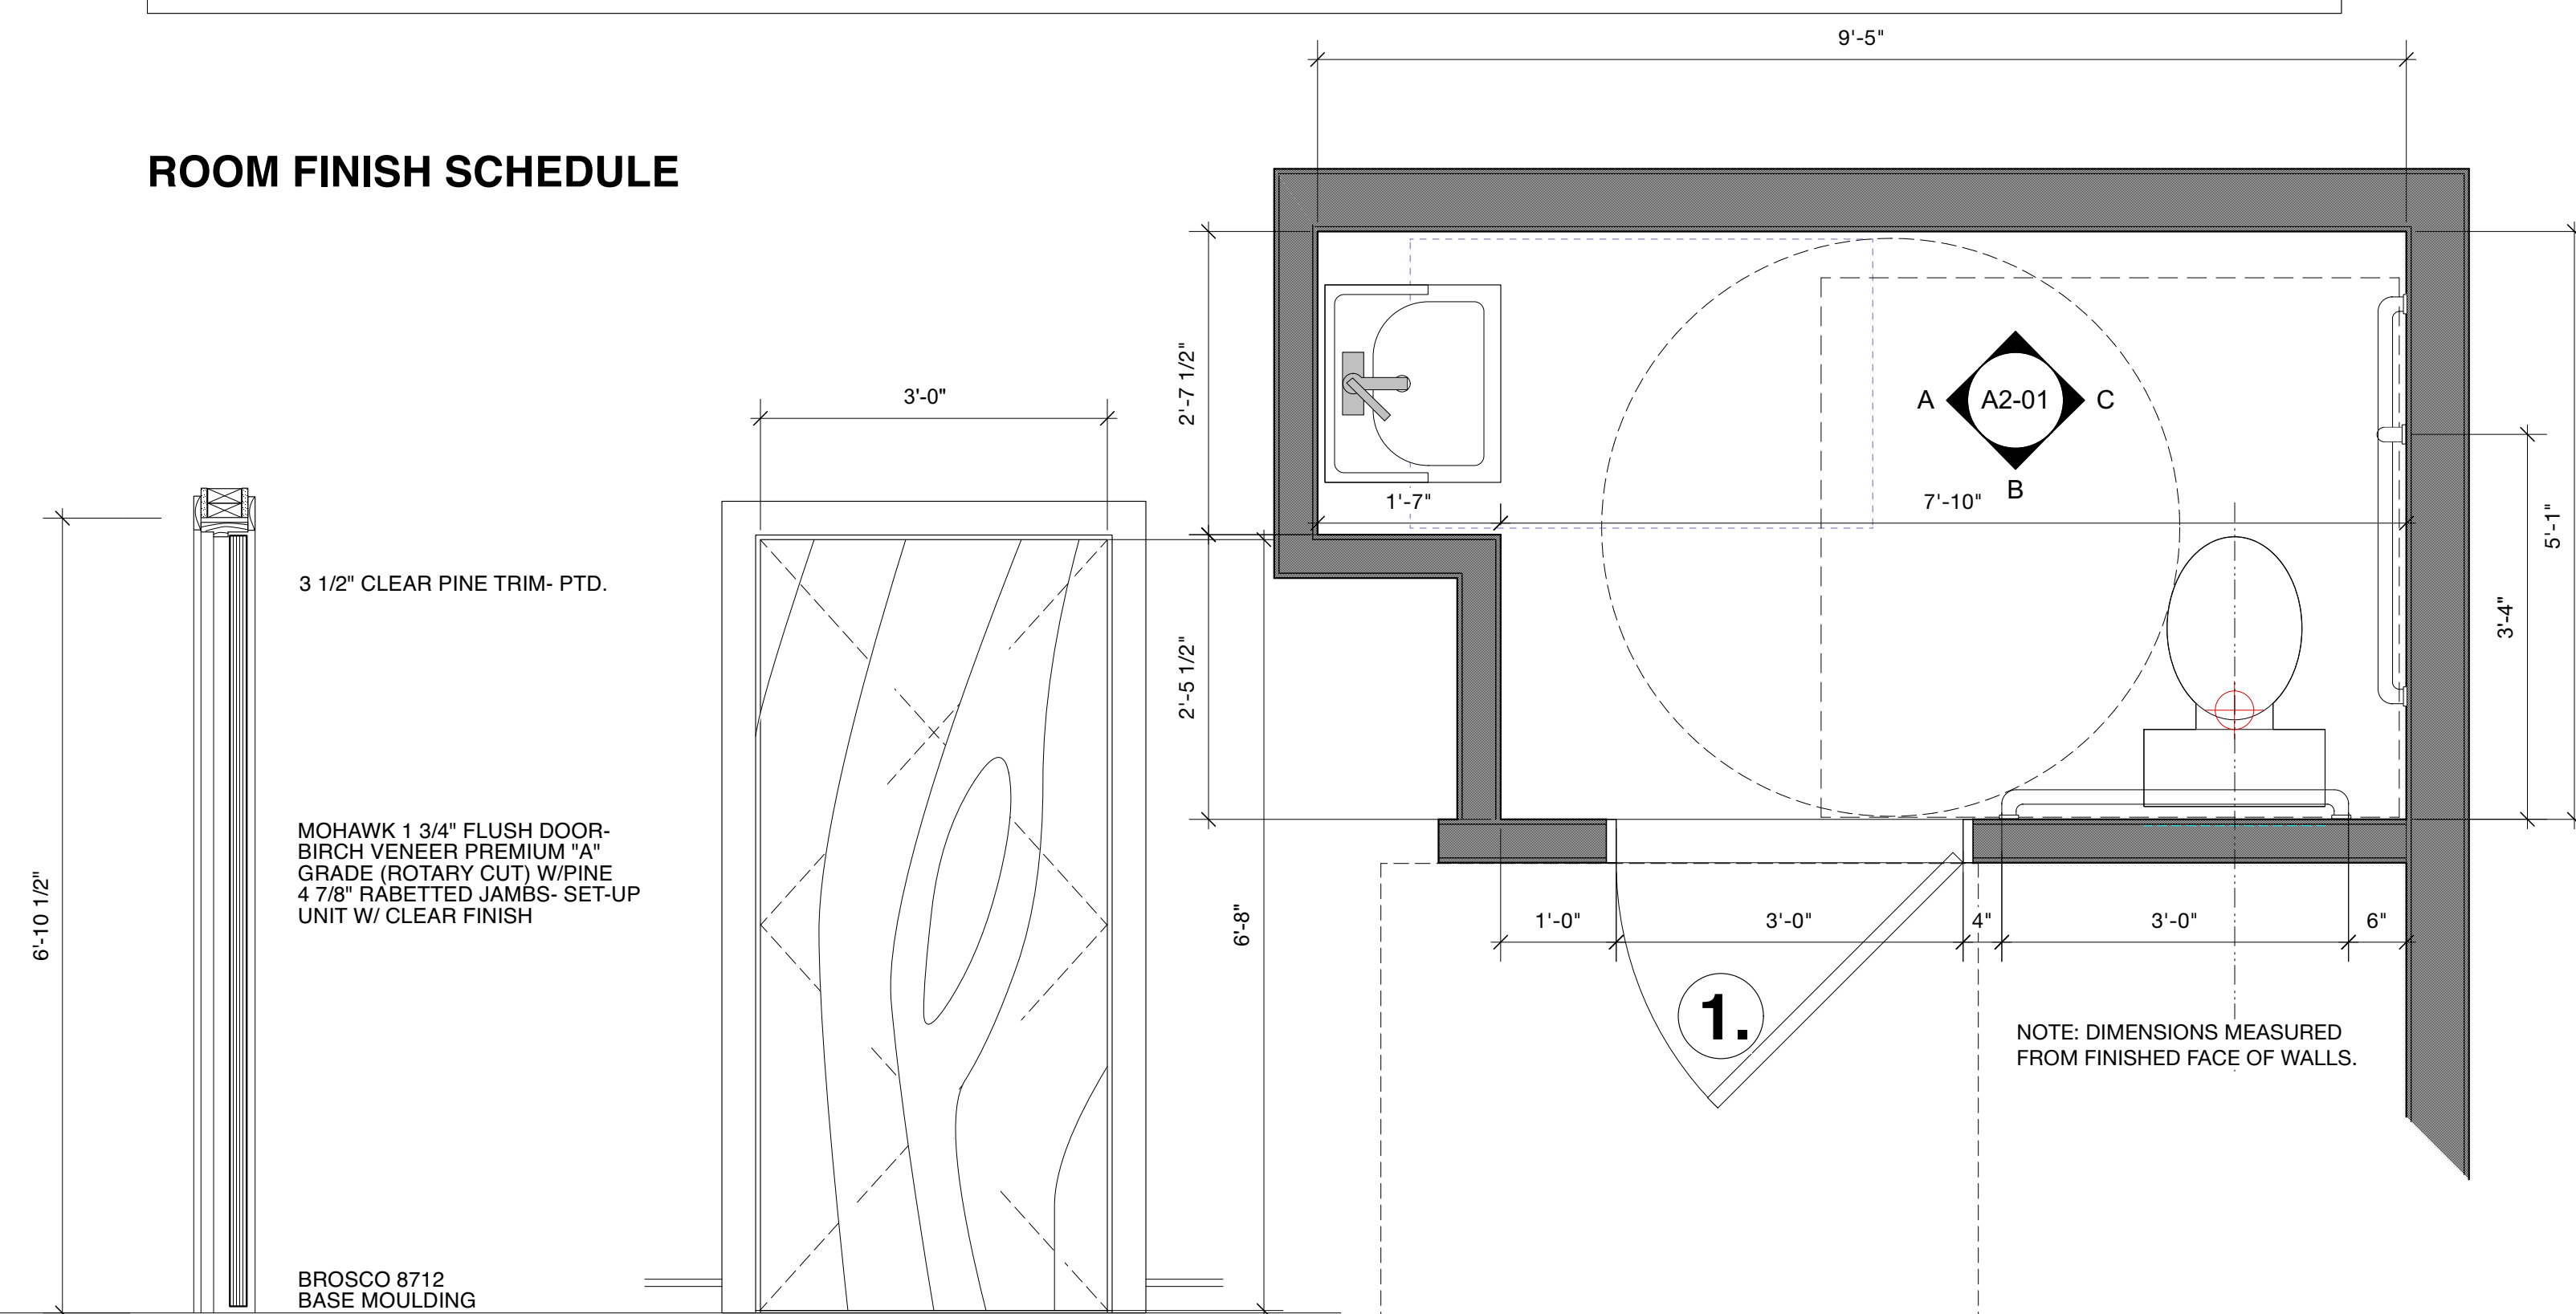 ROOM FINISH SCHEDULE
9'-5"
2'-7 1/2"
2'-5 1/2"
1'-7"
7'-10"
A
A2-01
C
B
5'-1"
3'-4"
3'-0"
3 1/2" CLEAR PINE TRIM- PTD.
MOHAWK 1 3/4" FLUSH DOOR-
BIRCH VENEER PREMIUM "A"
GRADE (ROTARY CUT) W/PINE
4 7/8" RABETTED JAMBS- SET-UP
UNIT W/ CLEAR FINISH
6'-10 1/2"
6'-8"
1'-0"
3'-0"
4"
3'-0"
6"
1.
NOTE: DIMENSIONS MEASURED
FROM FINISHED FACE OF WALLS.
BROSCO 8712
BASE MOULDING